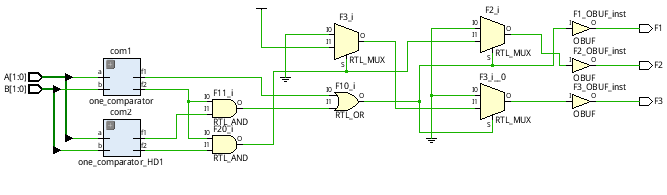 F3_i
I0
I1
O
S
RTL_MUX
F2_i
I0
I1
O
S
RTL_MUX
F1_OBUF_inst
I
O
OBUF
F1
F2_OBUF_inst
I
O
OBUF
F2
A[1:0]
B[1:0]
com1
a
b
f1
f2
one_comparator
F11_i
I0
I1
O
RTL_AND
F10_i
I0
I1
O
RTL_OR
F3_i__0
I0
I1
O
S
RTL_MUX
F3_OBUF_inst
I
O
OBUF
F3
com2
a
b
f1
f2
one_comparator_HD1
F20_i
I0
I1
O
RTL_AND